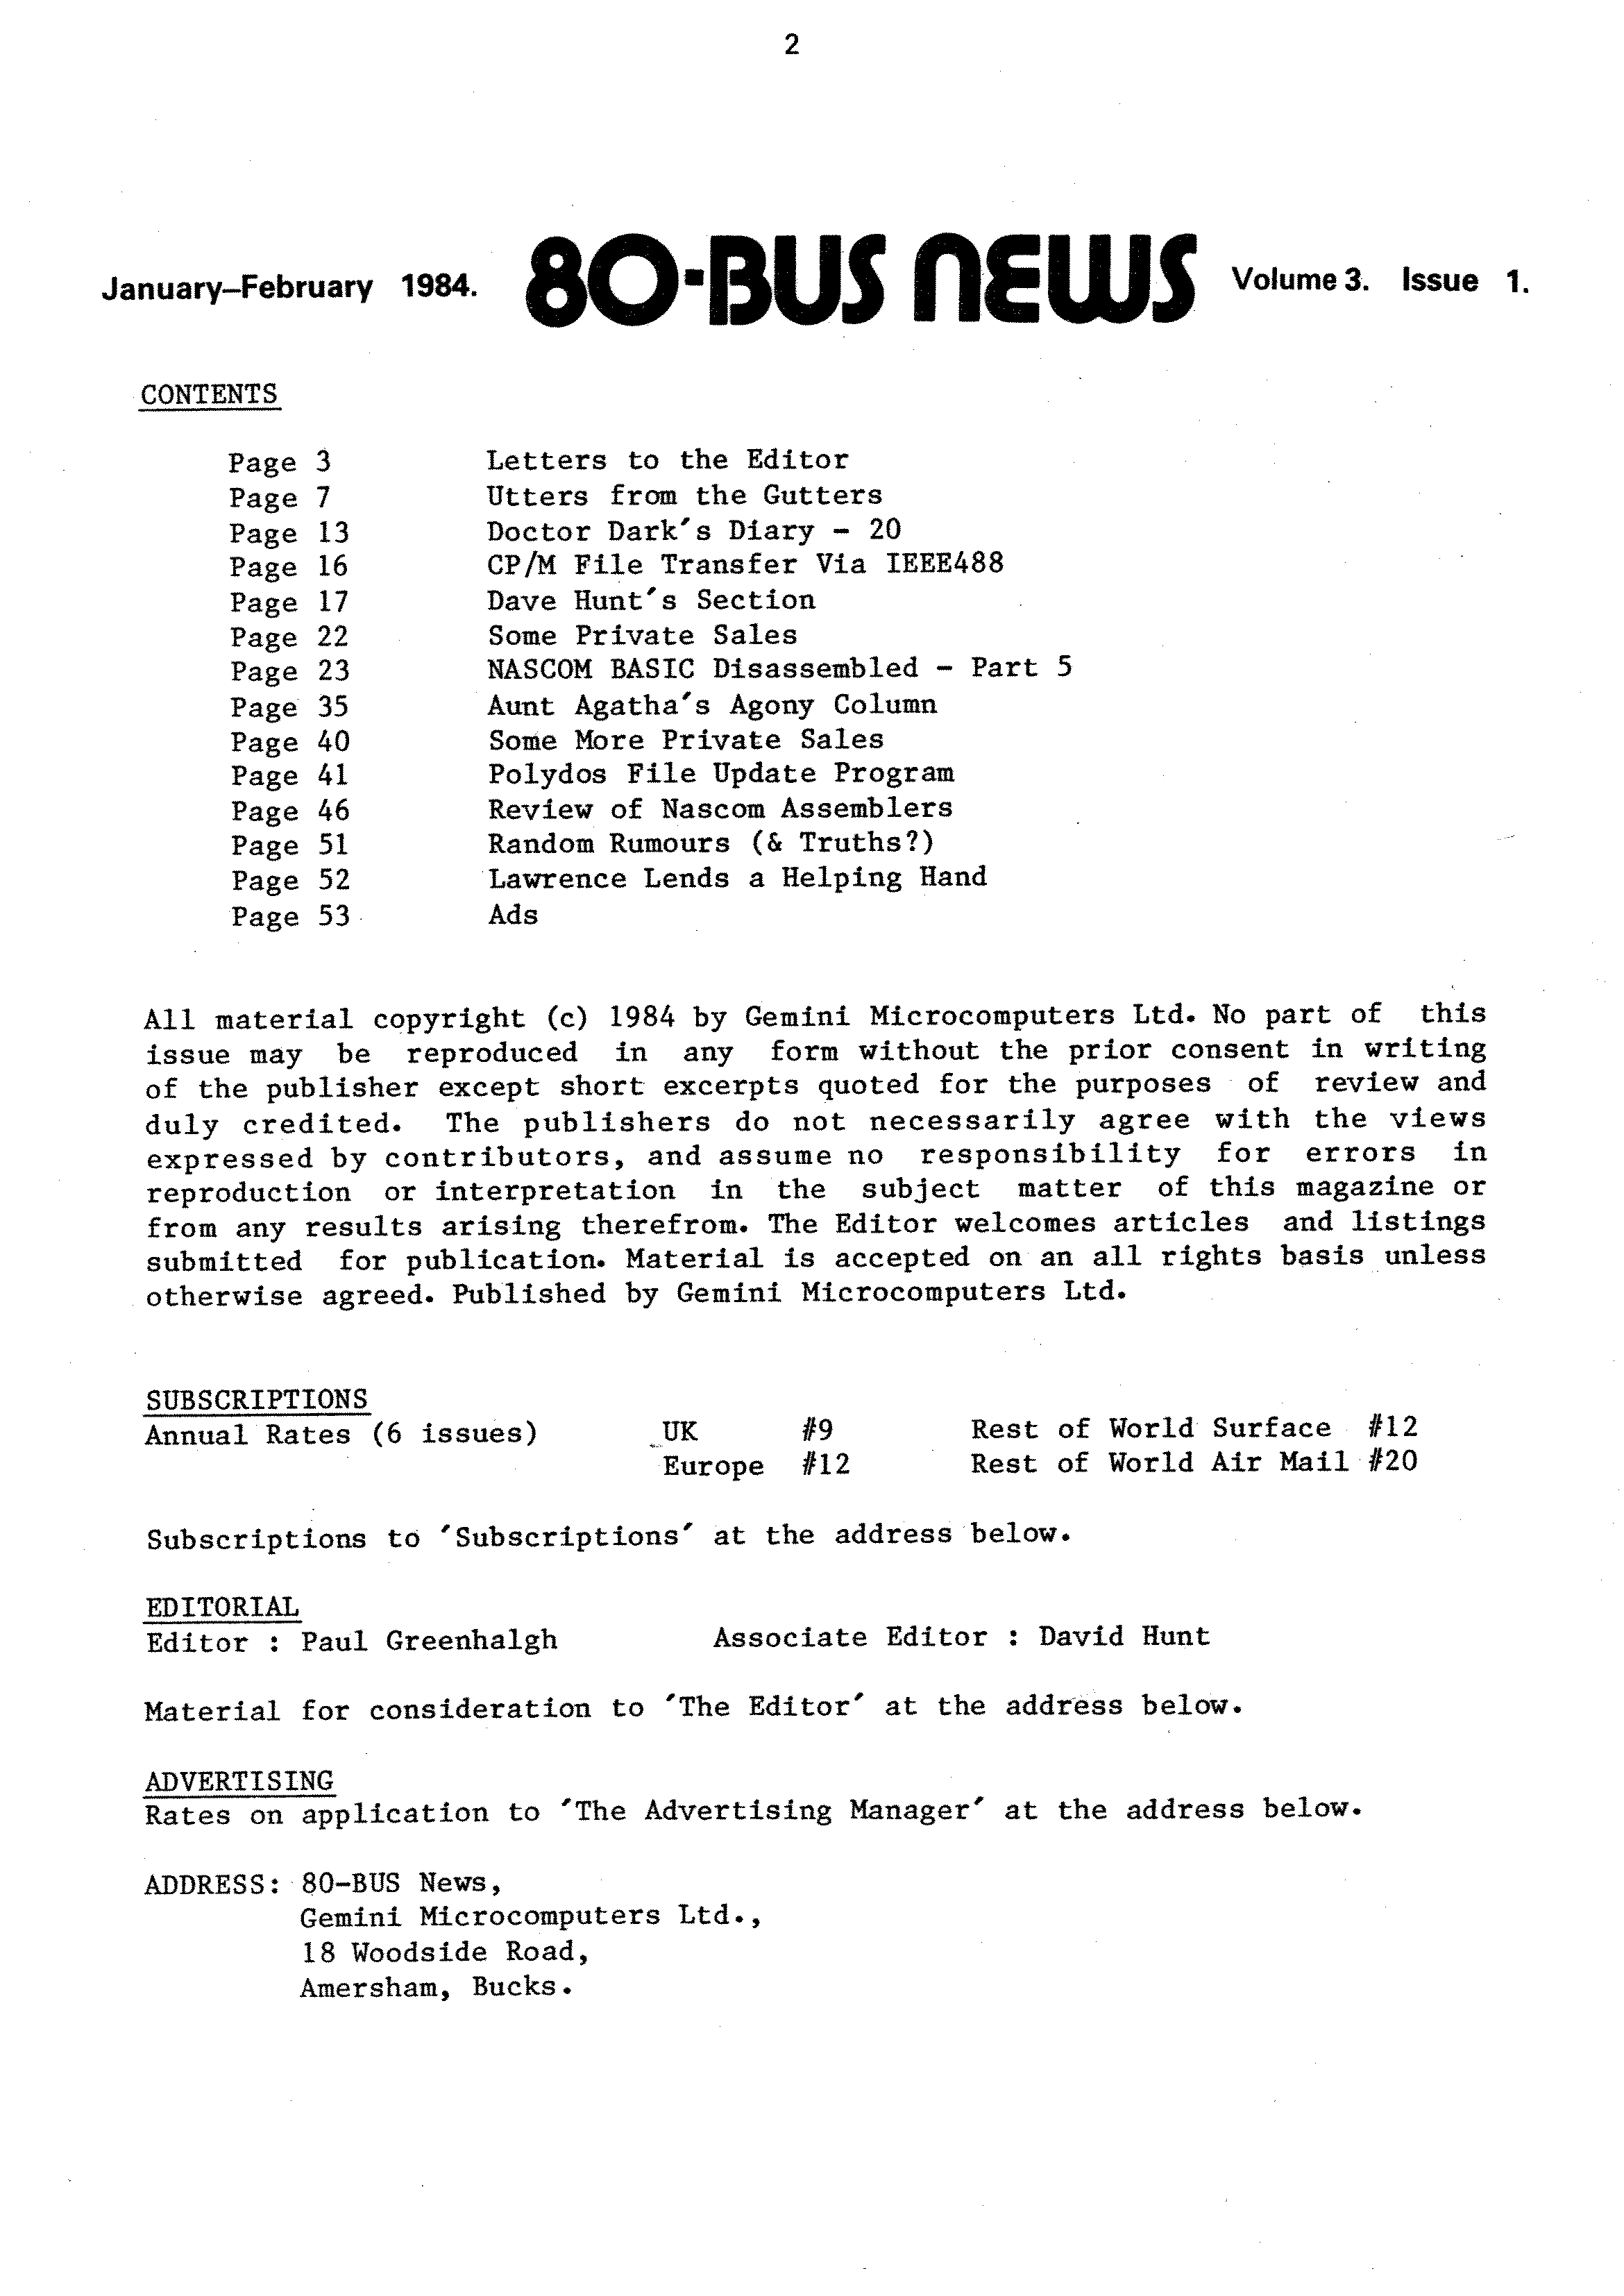 2
January–February 1984. 80-BUS NEWS Volume 3. Issue 1.
CONTENTS
Page 3 Letters to the Editor
Page 7 Utters from the Gutters
Page 13 Doctor Dark's Diary - 20
Page 16 CP/M File Transfer Via IEEE488
Page 17 Dave Hunt's Section
Page 22 Some Private Sales
Page 23 NASCOM BASIC Disassembled - Part 5
Page 35 Aunt Agatha's Agony Column
Page 40 Some More Private Sales
Page 41 Polydos File Update Program
Page 46 Review of Nascom Assemblers
Page 51 Random Rumours (& Truths?)
Page 52 Lawrence Lends a Helping Hand
Page 53 Ads
All material copyright (c) 1984 by Gemini Microcomputers Ltd. No part of this
issue may be reproduced in any form without the prior consent in writing
of the publisher except short excerpts quoted for the purposes of review and
duly credited. The publishers do not necessarily agree with the views
expressed by contributors, and assume no responsibility for errors in
reproduction or interpretation in the subject matter of this magazine or
from any results arising therefrom. The Editor welcomes articles and listings
submitted for publication. Material is accepted on an all rights basis unless
otherwise agreed. Published by Gemini Microcomputers Ltd.
SUBSCRIPTIONS
Annual Rates (6 issues) UK #9 Rest of World Surface #12
Europe #12 Rest of World Air Mail #20
Subscriptions to 'Subscriptions' at the address below.
EDITORIAL
Editor : Paul Greenhalgh Associate Editor : David Hunt
Material for consideration to 'The Editor' at the address below.
ADVERTISING
Rates on application to 'The Advertising Manager' at the address below.
ADDRESS: 80-BUS News,
Gemini Microcomputers Ltd.,
18 Woodside Road,
Amersham, Bucks.